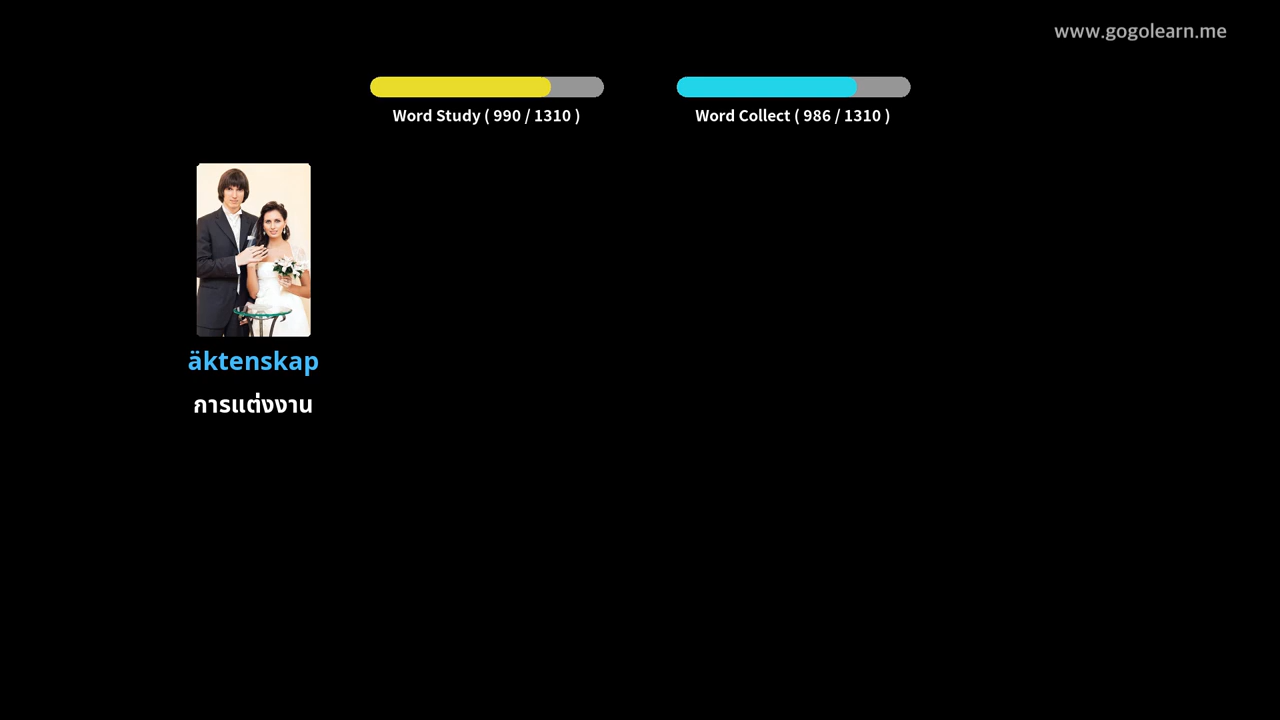 www.gogolearn.me
Word Study ( 990 / 1310 )
Word Collect ( 986 / 1310 )
äktenskap
การแต่งงาน